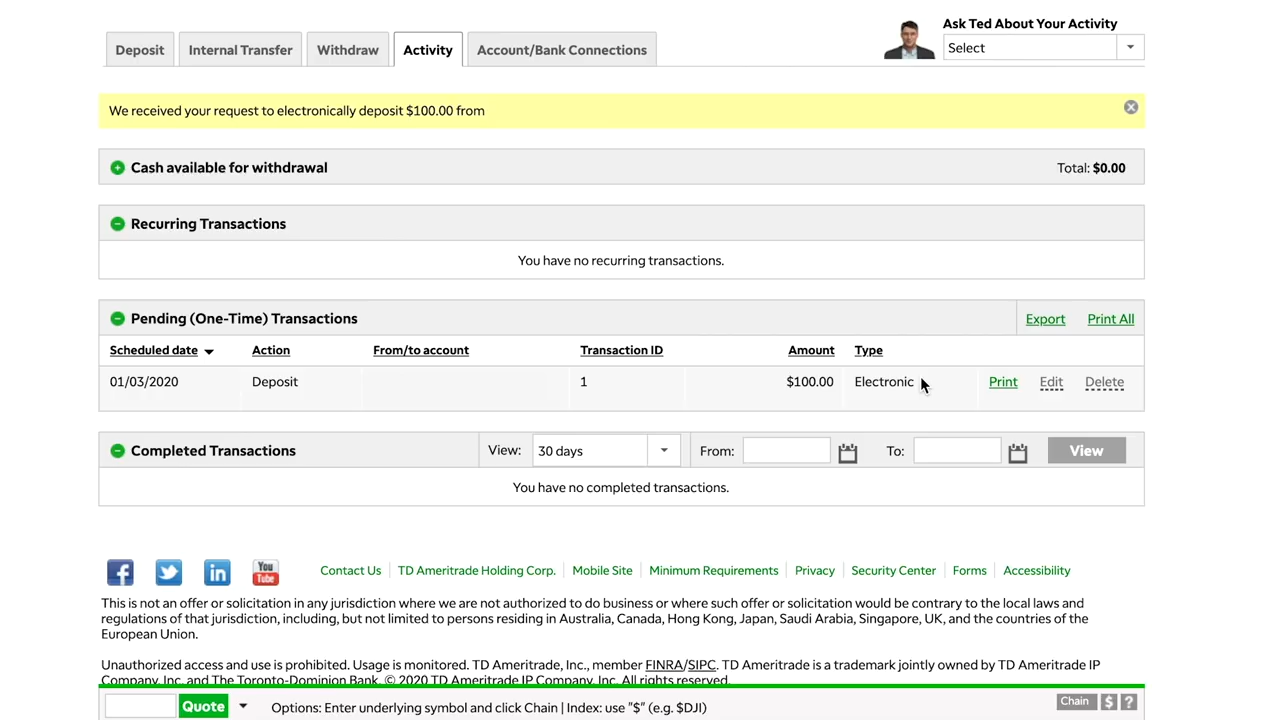 Ask Ted About Your Activity
Deposit Internal Transfer Withdraw Activity Account/Bank Connections Select
We received your request to electronically deposit $100.00 from
Cash available for withdrawal Total: $0.00
Recurring Transactions
You have no recurring transactions.
Pending (One-Time) Transactions Export Print All
Scheduled date Action From/to account Transaction ID Amount Type
01/03/2020 Deposit 1 $100.00 Electronic Print Edit Delete
Completed Transactions View: 30 days From: To: View
You have no completed transactions.
You Tube Contact Us TD Ameritrade Holding Corp. Mobile Site Minimum Requirements Privacy Security Center Forms Accessibility
This is not an offer or solicitation in any jurisdiction where we are not authorized to do business or where such offer or solicitation would be contrary to the local laws and
regulations of that jurisdiction, including, but not limited to persons residing in Australia, Canada, Hong Kong, Japan, Saudi Arabia, Singapore, UK, and the countries of the
European Union.
Unauthorized access and use is prohibited. Usage is monitored. TD Ameritrade, Inc., member FINRA/SIPC. TD Ameritrade is a trademark jointly owned by TD Ameritrade IP
Company, Inc. and The Toronto-Dominion Bank. © 2020 TD Ameritrade IP Company, Inc. All rights reserved.
Quote Options: Enter underlying symbol and click Chain | Index: use "$" (e.g. $DJI) Chain $ ?